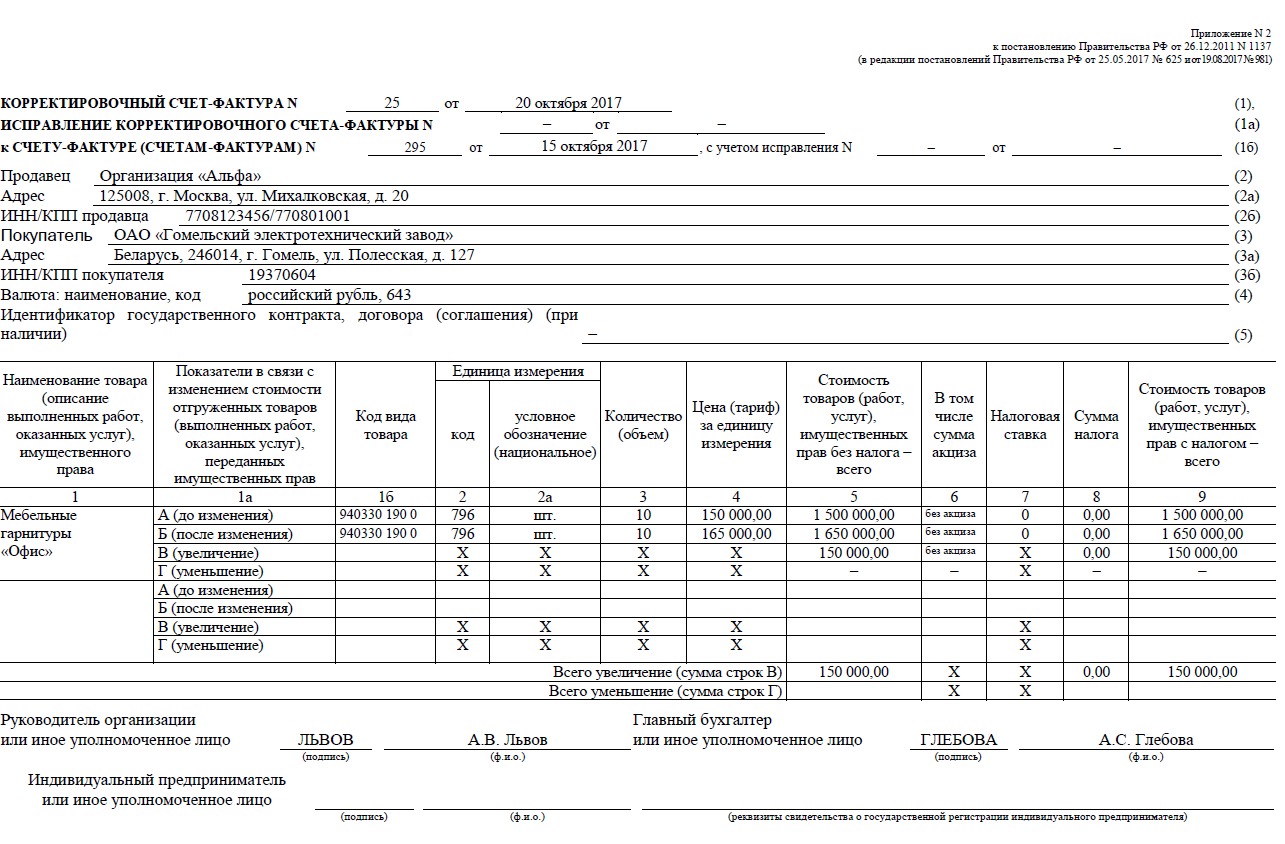 Приложение N 2
к постановлению Правительства РФ от 26.12.2011 N 1137
(в редакции постановлений Правительства РФ от 25.05.2017 № 625 и от 19.08.2017 № 981)
КОРРЕКТИРОВОЧНЫЙ СЧЕТ-ФАКТУРА N 25 от 20 октября 2017 (1),
ИСПРАВЛЕНИЕ КОРРЕКТИРОВОЧНОГО СЧЕТА-ФАКТУРЫ N – от – (1а)
к СЧЕТУ-ФАКТУРЕ (СЧЕТАМ-ФАКТУРАМ) N 295 от 15 октября 2017 , с учетом исправления N – от – (1б)
Продавец Организация «Альфа» (2)
Адрес 125008, г. Москва, ул. Михалковская, д. 20 (2а)
ИНН/КПП продавца 7708123456/770801001 (2б)
Покупатель ОАО «Гомельский электротехнический завод» (3)
Адрес Беларусь, 246014, г. Гомель, ул. Полесская, д. 127 (3а)
ИНН/КПП покупателя 19370604 (3б)
Валюта: наименование, код российский рубль, 643 (4)
Идентификатор государственного контракта, договора (соглашения) (при
наличии) – (5)
Наименование товара
(описание
выполненных работ,
оказанных услуг),
имущественного
права
Показатели в связи с
изменением стоимости
отгруженных товаров
(выполненных работ,
оказанных услуг),
переданных
имущественных прав
Код вида
товара
Единица измерения
код
условное
обозначение
(национальное)
Количество
(объем)
Цена (тариф)
за единицу
измерения
Стоимость
товаров (работ,
услуг),
имущественных
прав без налога –
всего
В том
числе
сумма
акциза
Налоговая
ставка
Сумма
налога
Стоимость товаров
(работ, услуг),
имущественных
прав с налогом –
всего
1 1а 1б 2 2а 3 4 5 6 7 8 9
Мебельные
гарнитуры
«Офис»
А (до изменения) 940330 190 0 796 шт. 10 150 000,00 1 500 000,00 без акциза 0 0,00 1 500 000,00
Б (после изменения) 940330 190 0 796 шт. 10 165 000,00 1 650 000,00 без акциза 0 0,00 1 650 000,00
В (увеличение) Х Х Х Х 150 000,00 без акциза Х 0,00 150 000,00
Г (уменьшение) Х Х Х Х – – Х – –
А (до изменения)
Б (после изменения)
В (увеличение) Х Х Х Х Х
Г (уменьшение) Х Х Х Х Х
Всего увеличение (сумма строк В) 150 000,00 Х Х 0,00 150 000,00
Всего уменьшение (сумма строк Г) Х Х
Руководитель организации
или иное уполномоченное лицо ЛЬВОВ А.В. Львов
(подпись) (ф.и.о.)
Главный бухгалтер
или иное уполномоченное лицо ГЛЕБОВА А.С. Глебова
(подпись) (ф.и.о.)
Индивидуальный предприниматель
или иное уполномоченное лицо
(подпись) (ф.и.о.) (реквизиты свидетельства о государственной регистрации индивидуального предпринимателя)